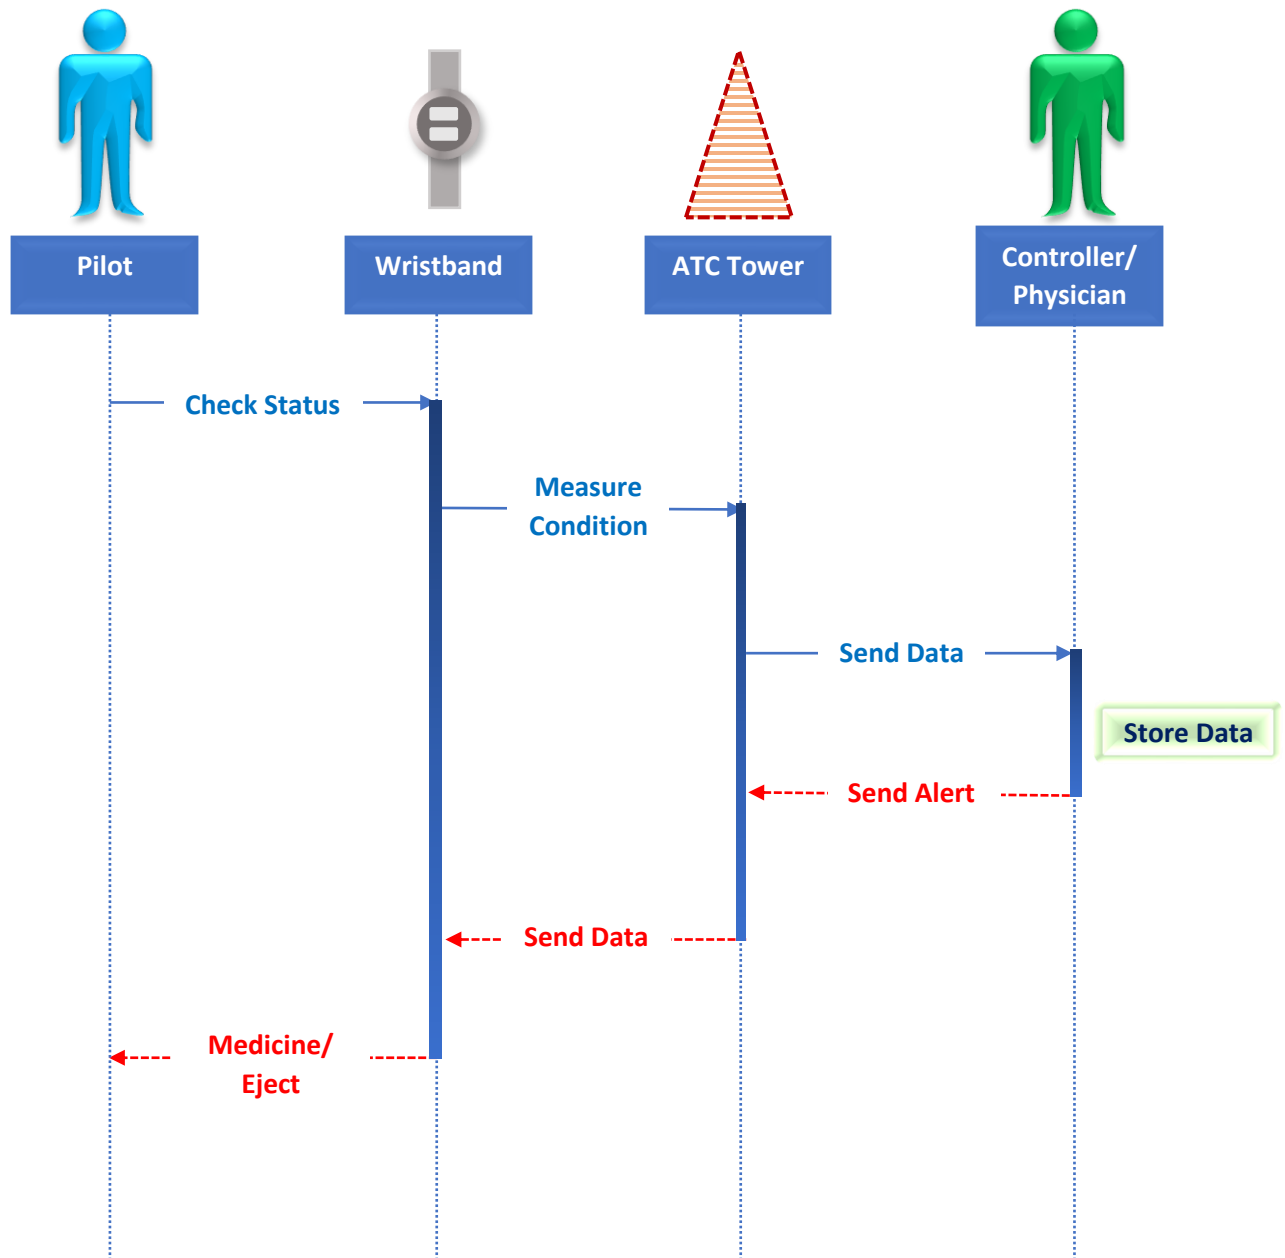 Pilot
Wristband
ATC Tower
Controller/
Physician
Check Status
Measure
Condition
Send Data
Store Data
Send Alert
Send Data
Medicine/
Eject